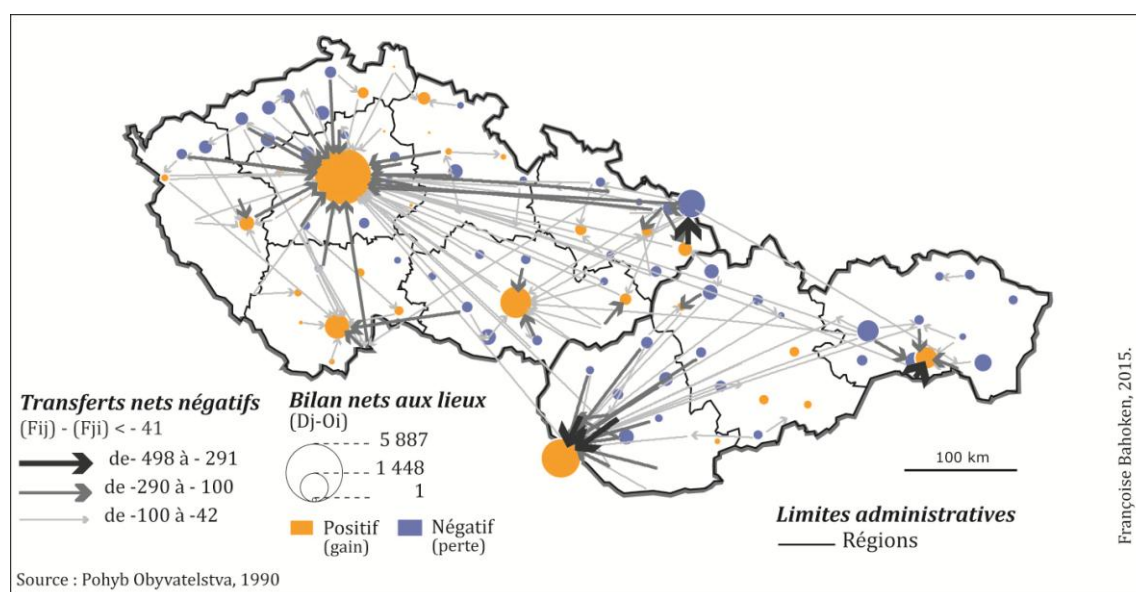 Transferts nets négatifs
(Fij) - (Fji) < - 41
de- 498 à - 291
de -290 à - 100
de -100 à -42
Bilan nets aux lieux
(Dj-Oi)
5 887
1 448
1
Positif
(gain)
Négatif
(perte)
100 km
Limites administratives
Régions
Source : Pohyb Obyvatelstva, 1990
Françoise Bahoken, 2015.